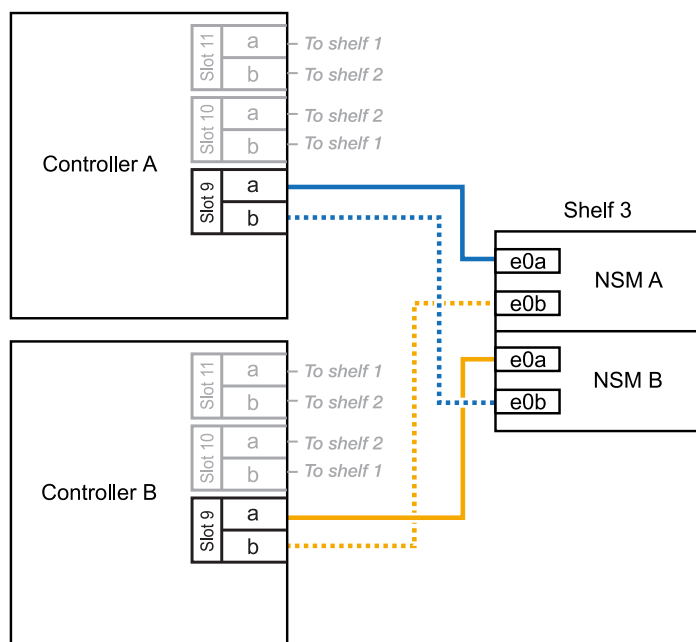 Controller A
Slot 11
a
To shelf 1
b
To shelf 2
Slot 10
a
To shelf 2
b
To shelf 1
Slot 9
a
b
Controller B
Slot 11
a
To shelf 1
b
To shelf 2
Slot 10
a
To shelf 2
b
To shelf 1
Slot 9
a
b
Shelf 3
e0a
NSM A
e0b
e0a
NSM B
e0b